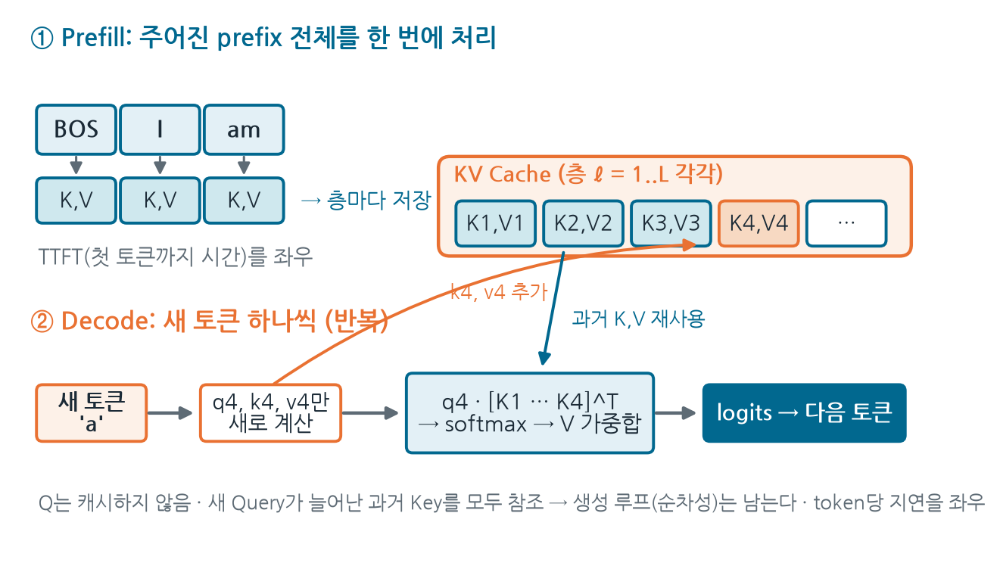 ① Prefill: 주어진 prefix 전체를 한 번에 처리
BOS I am
K,V K,V K,V
→ 층마다 저장
TTFT(첫 토큰까지 시간)를 좌우
KV Cache (층 ℓ = 1..L 각각)
K1,V1 K2,V2 K3,V3 K4,V4 ⋯
k4, v4 추가
과거 K,V 재사용
② Decode: 새 토큰 하나씩 (반복)
새 토큰
'a'
q4, k4, v4만
새로 계산
q4 · [K1 ⋯ K4]^T
→ softmax → V 가중합
logits → 다음 토큰
Q는 캐시하지 않음 · 새 Query가 늘어난 과거 Key를 모두 참조 → 생성 루프(순차성)는 남는다 · token당 지연을 좌우